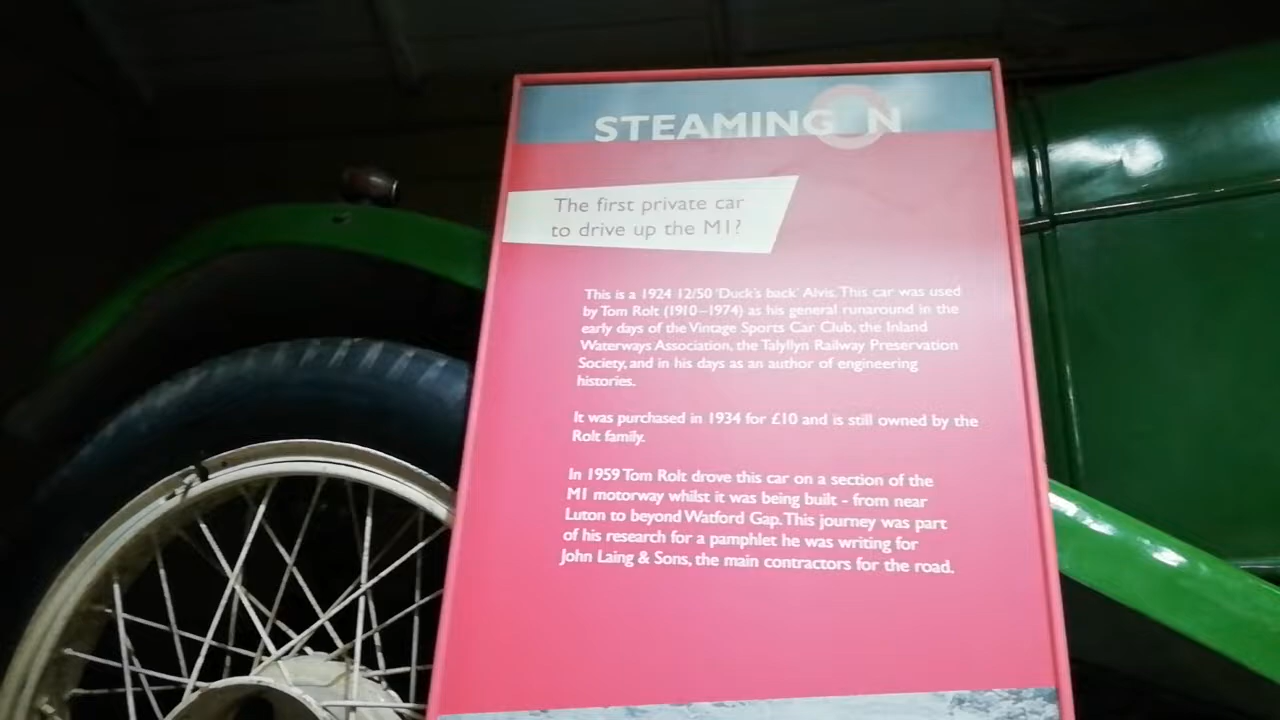 STEAMING ON
The first private car
to drive up the M1?
This is a 1924 12/50 'Duck's back' Alvis. This car was used
by Tom Rolt (1910–1974) as his general runaround in the
early days of the Vintage Sports Car Club, the Inland
Waterways Association, the Talyllyn Railway Preservation
Society, and in his days as an author of engineering
histories.
It was purchased in 1934 for £10 and is still owned by the
Rolt family.
In 1959 Tom Rolt drove this car on a section of the
M1 motorway whilst it was being built - from near
Luton to beyond Watford Gap. This journey was part
of his research for a pamphlet he was writing for
John Laing & Sons, the main contractors for the road.